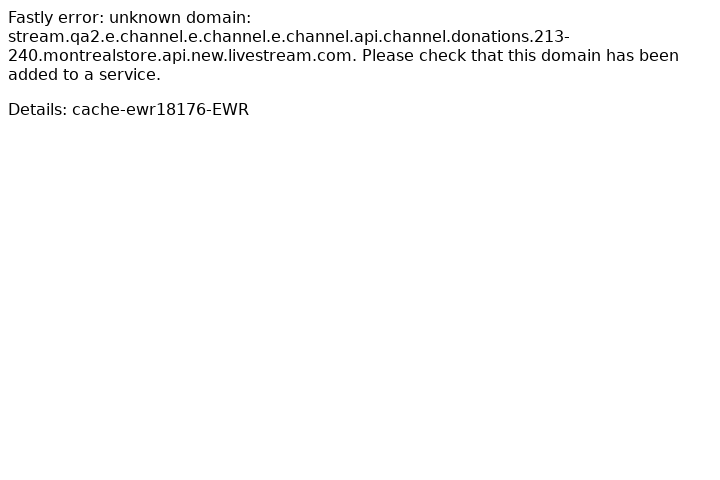 Fastly error: unknown domain:
stream.qa2.e.channel.e.channel.e.channel.api.channel.donations.213-
240.montrealstore.api.new.livestream.com. Please check that this domain has been
added to a service.
Details: cache-ewr18176-EWR